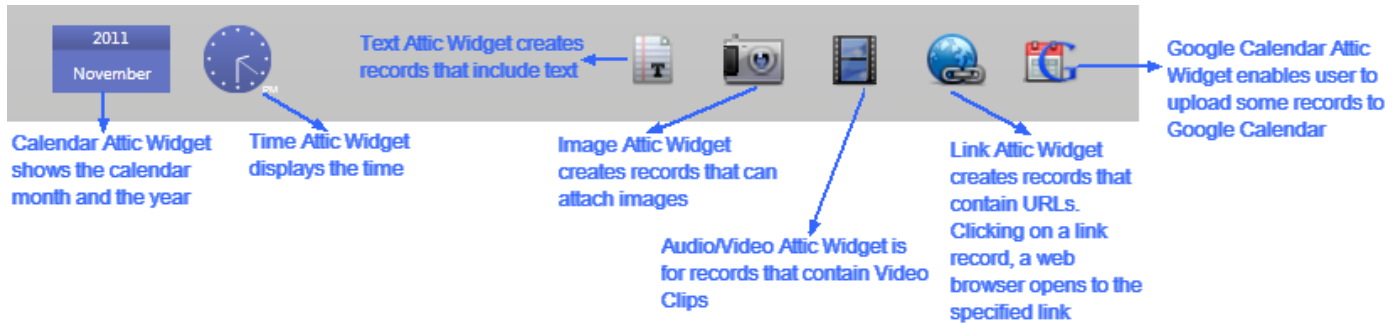 2011
November
PM
T
G
Text Attic Widget creates
records that include text
Google Calendar Attic
Widget enables user to
upload some records to
Google Calendar
Calendar Attic Widget
shows the calendar
month and the year
Time Attic Widget
displays the time
Image Attic Widget
creates records that can
attach images
Link Attic Widget
creates records that
contain URLs.
Clicking on a link
record, a web
browser opens to the
specified link
Audio/Video Attic Widget is
for records that contain Video
Clips